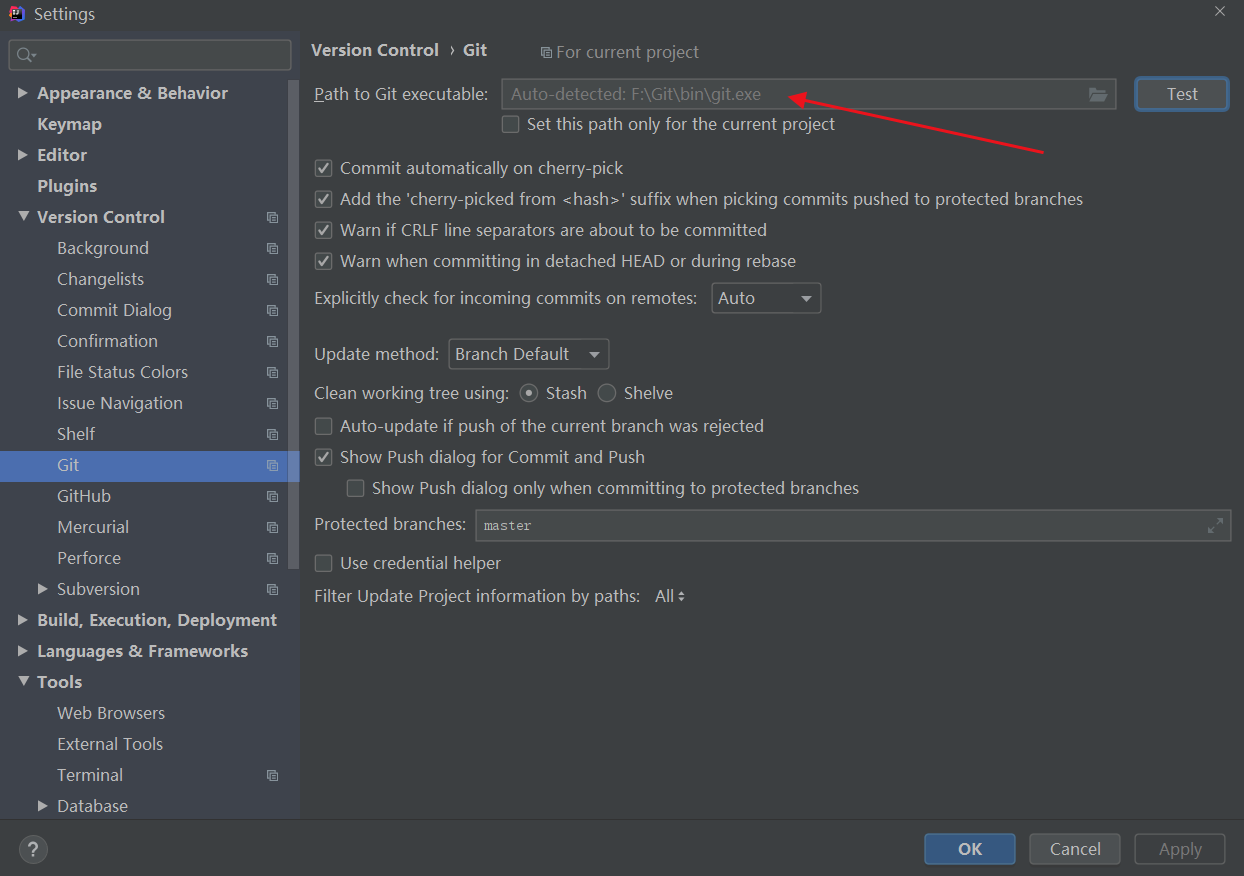 Settings
Version Control › Git
For current project
Path to Git executable:
Auto-detected: F:\Git\bin\git.exe
Test
Set this path only for the current project
Commit automatically on cherry-pick
Add the 'cherry-picked from <hash>' suffix when picking commits pushed to protected branches
Warn if CRLF line separators are about to be committed
Warn when committing in detached HEAD or during rebase
Explicitly check for incoming commits on remotes: Auto
Update method: Branch Default
Clean working tree using: Stash Shelve
Auto-update if push of the current branch was rejected
Show Push dialog for Commit and Push
Show Push dialog only when committing to protected branches
Protected branches: master
Use credential helper
Filter Update Project information by paths: All
Appearance & Behavior
Keymap
Editor
Plugins
Version Control
Background
Changelists
Commit Dialog
Confirmation
File Status Colors
Issue Navigation
Shelf
Git
GitHub
Mercurial
Perforce
Subversion
Build, Execution, Deployment
Languages & Frameworks
Tools
Web Browsers
External Tools
Terminal
Database
?
OK
Cancel
Apply